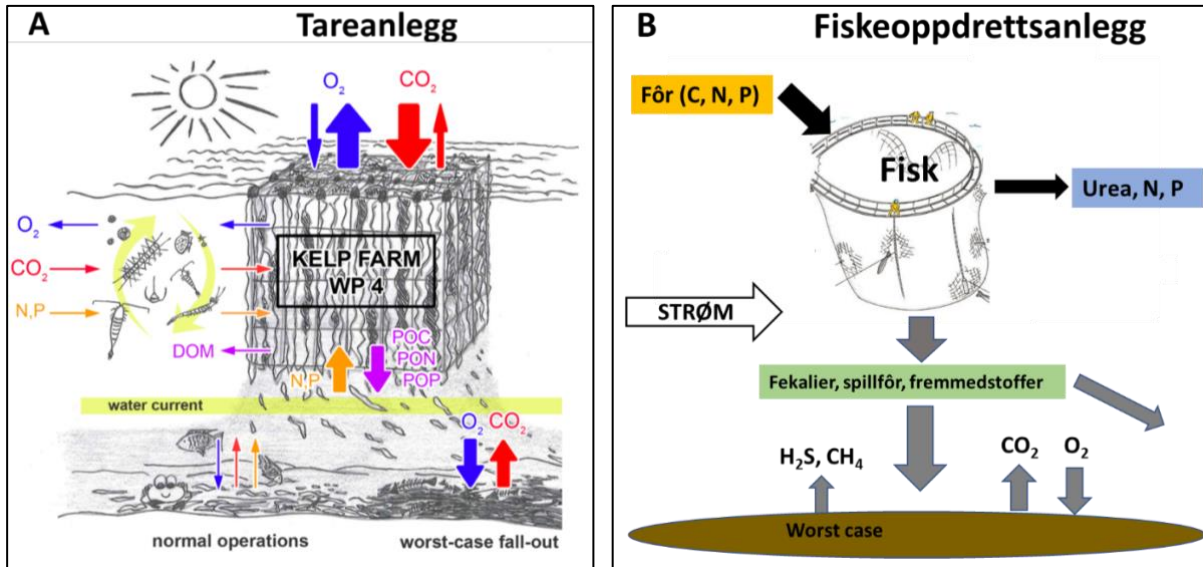 A
Tareanlegg
O₂
CO₂
O₂
CO₂
N,P
DOM
KELP FARM
WP 4
POC
PON
POP
N,P
water current
O₂
CO₂
normal operations
worst-case fall-out
B
Fiskeoppdrettsanlegg
Fôr (C, N, P)
Fisk
Urea, N, P
STRØM
Fekalier, spillfôr, fremmedstoffer
H₂S, CH₄
CO₂
O₂
Worst case